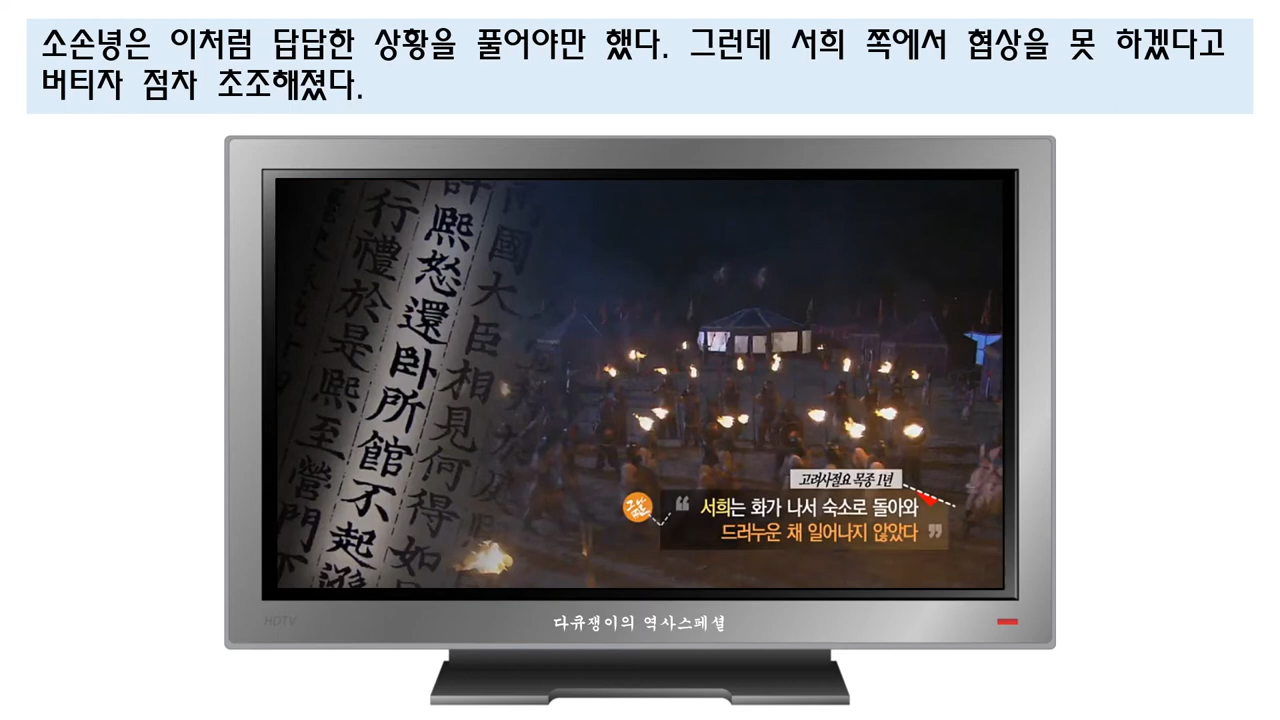 소손녕은 이처럼 답답한 상황을 풀어야만 했다. 그런데 서희 쪽에서 협상을 못 하겠다고
버티자 점차 초조해졌다.
國大臣相見何得如
熙怒還臥所館不起
行禮於是熙至營門不
고려사절요 목종 1년
“ 서희는 화가 나서 숙소로 돌아와
드러누운 채 일어나지 않았다 ”
HDTV
다큐쟁이의 역사스페셜